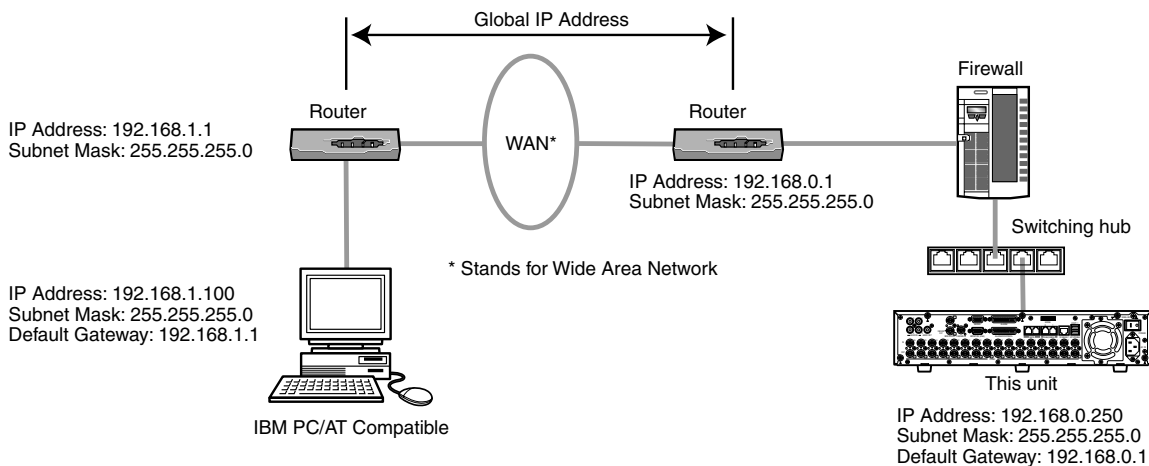 Global IP Address
Firewall
Router
Router
IP Address: 192.168.1.1
Subnet Mask: 255.255.255.0
WAN*
IP Address: 192.168.0.1
Subnet Mask: 255.255.255.0
Switching hub
* Stands for Wide Area Network
IP Address: 192.168.1.100
Subnet Mask: 255.255.255.0
Default Gateway: 192.168.1.1
IBM PC/AT Compatible
This unit
IP Address: 192.168.0.250
Subnet Mask: 255.255.255.0
Default Gateway: 192.168.0.1